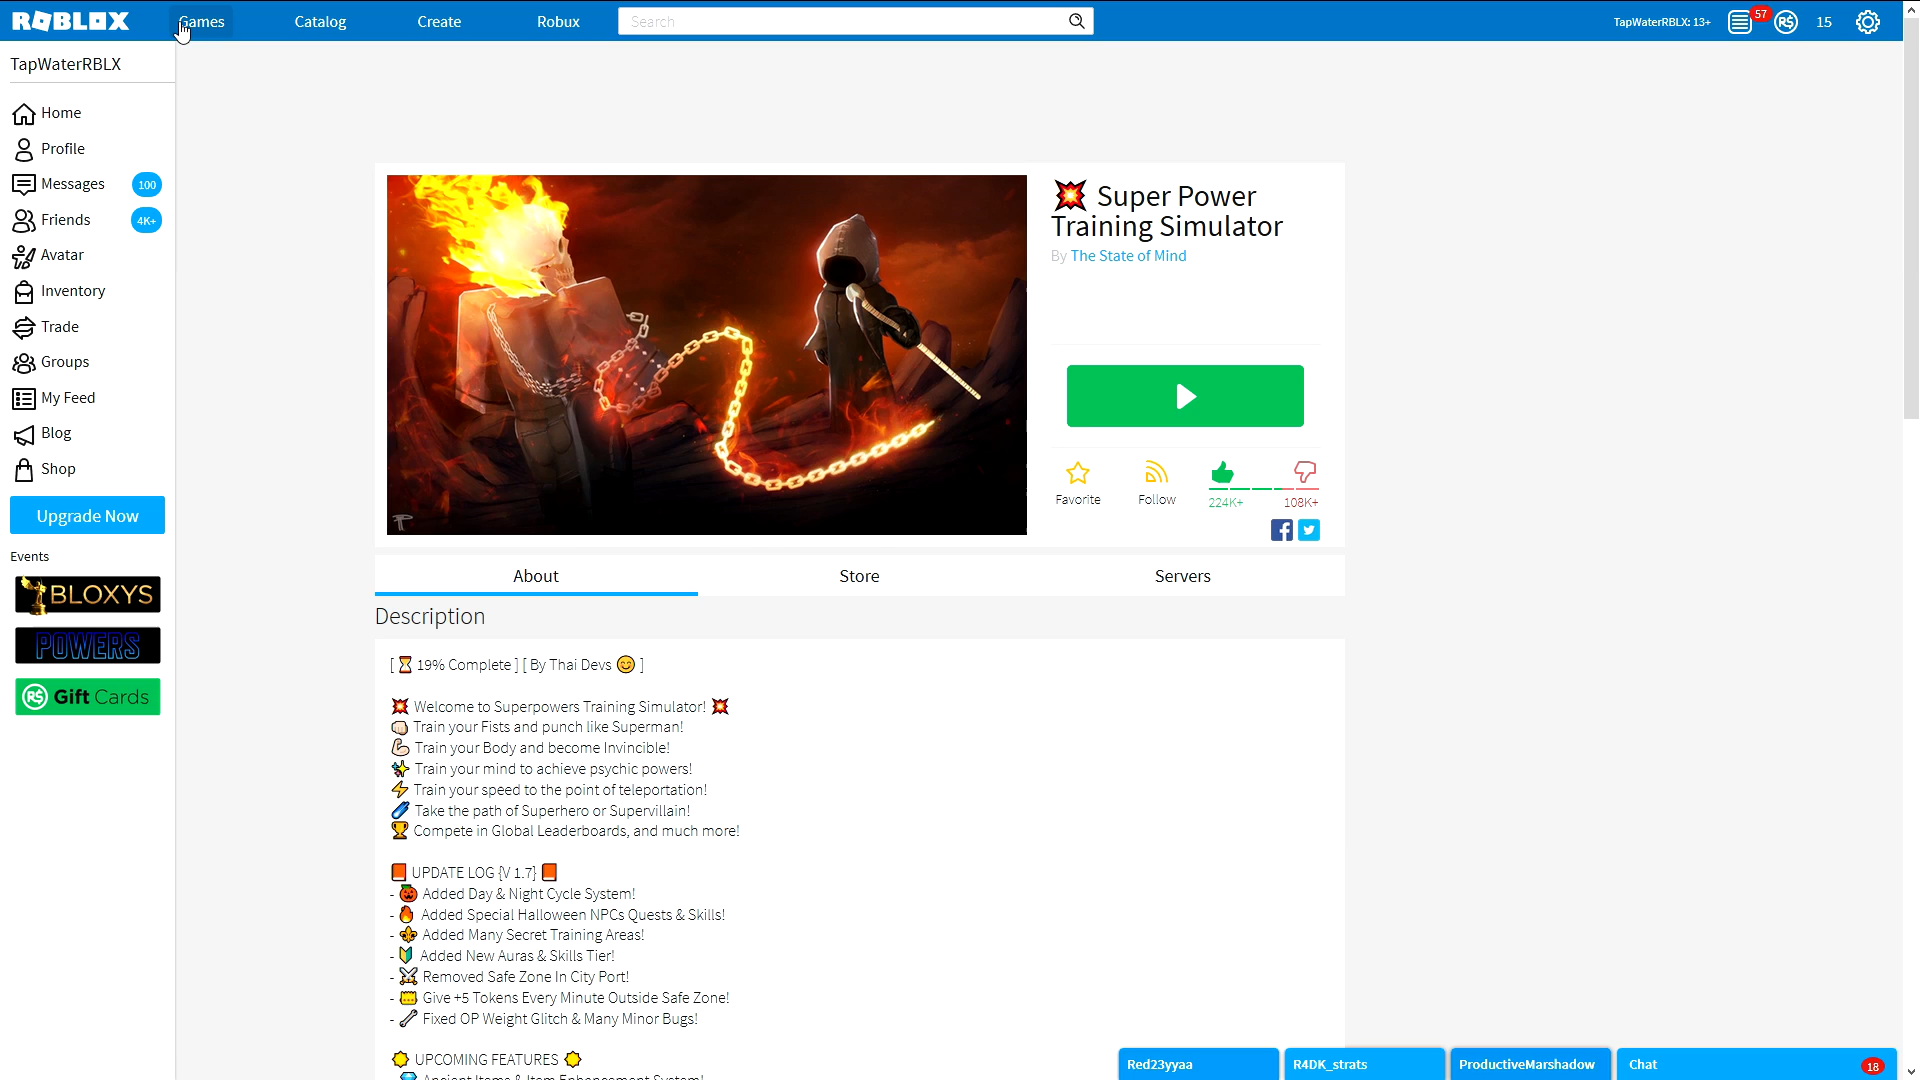 ROBLOX
Games
Catalog
Create
Robux
Search
TapWaterRBLX: 13+
57
R$
15
TapWaterRBLX
Home
Profile
Messages
100
Friends
4K+
Avatar
Inventory
Trade
Groups
My Feed
Blog
Shop
Upgrade Now
Events
BLOXYS
POWERS
R$ Gift Cards
💥 Super Power
Training Simulator
By The State of Mind
Favorite
Follow
224K+
108K+
About
Store
Servers
Description
[ ⏳ 19% Complete ] [ By Thai Devs 😊 ]
💥 Welcome to Superpowers Training Simulator! 💥
👊🏻 Train your Fists and punch like Superman!
💪🏻 Train your Body and become Invincible!
✨ Train your mind to achieve psychic powers!
⚡ Train your speed to the point of teleportation!
☄ Take the path of Superhero or Supervillain!
🏆 Compete in Global Leaderboards, and much more!
📕 UPDATE LOG {V 1.7} 📕
- 🎃 Added Day & Night Cycle System!
- 🔥 Added Special Halloween NPCs Quests & Skills!
- ⚜ Added Many Secret Training Areas!
- 🔰 Added New Auras & Skills Tier!
- ⚔ Removed Safe Zone In City Port!
- 🎫 Give +5 Tokens Every Minute Outside Safe Zone!
- 🔧 Fixed OP Weight Glitch & Many Minor Bugs!
UPCOMING FEATURES
Ancient Items & Item Enhancement System!
Red23yyaa
R4DK_strats
ProductiveMarshadow
Chat
18